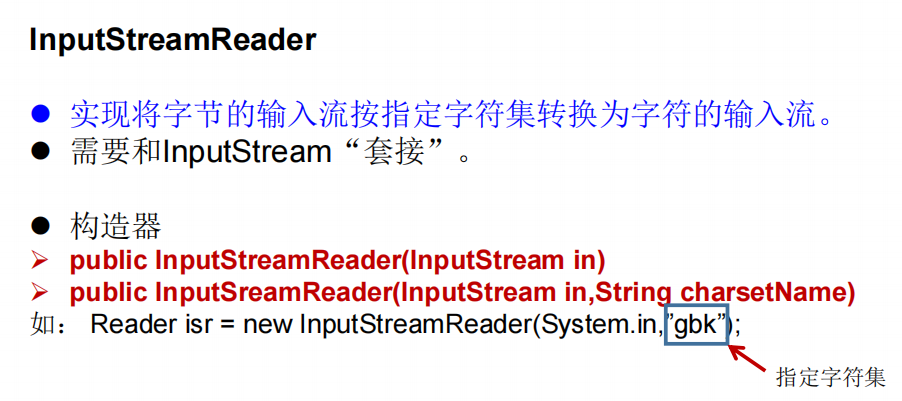 InputStreamReader
● 实现将字节的输入流按指定字符集转换为字符的输入流。
● 需要和InputStream“套接”。
● 构造器
➢ public InputStreamReader(InputStream in)
➢ public InputSreamReader(InputStream in,String charsetName)
如： Reader isr = new InputStreamReader(System.in,”gbk”);
指定字符集